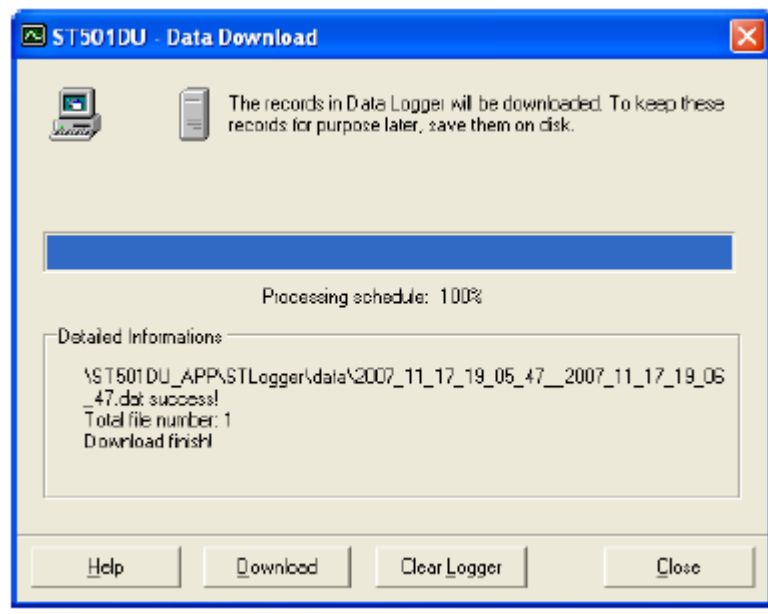 ST501DU - Data Download
The records in Data Logger will be downloaded. To keep these
records for purpose later, save them on disk.
Processing schedule: 100%
Detailed Informations
\ST501DU_APP\STLogger\data\2007_11_17_19_05_47__2007_11_17_19_06
_47.dat success!
Total file number: 1
Download finish!
Help
Download
Clear Logger
Close